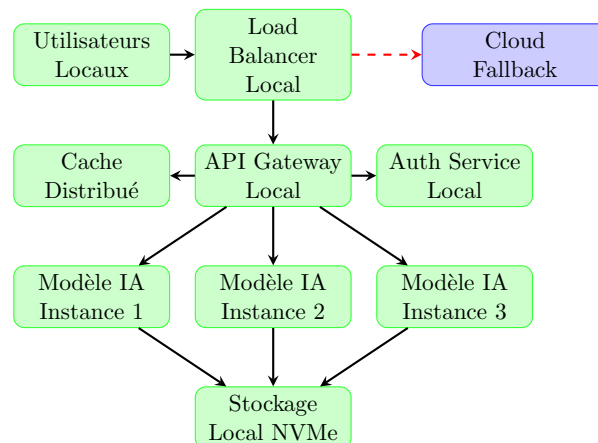 Utilisateurs
Locaux
Load
Balancer
Local
Cloud
Fallback
Cache
Distribué
API Gateway
Local
Auth Service
Local
Modèle IA
Instance 1
Modèle IA
Instance 2
Modèle IA
Instance 3
Stockage
Local NVMe